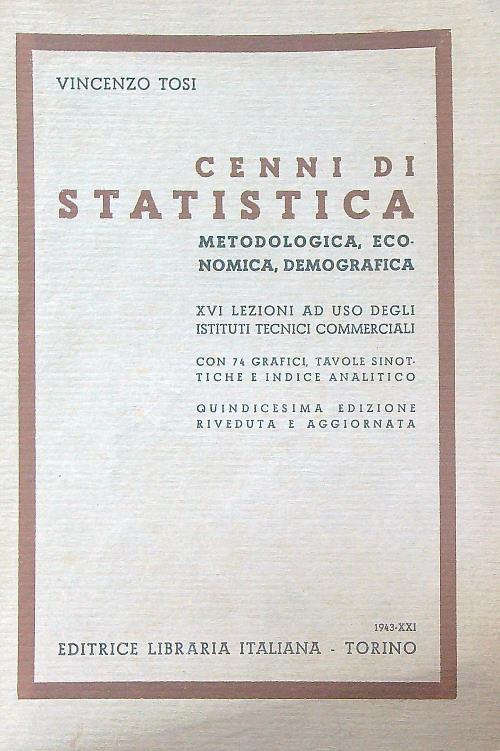 VINCENZO TOSI
CENNI DI
STATISTICA
METODOLOGICA, ECO-
NOMICA, DEMOGRAFICA
XVI LEZIONI AD USO DEGLI
ISTITUTI TECNICI COMMERCIALI
CON 74 GRAFICI, TAVOLE SINOT-
TICHE E INDICE ANALITICO
QUINDICESIMA EDIZIONE
RIVEDUTA E AGGIORNATA
1943-XXI
EDITRICE LIBRARIA ITALIANA - TORINO